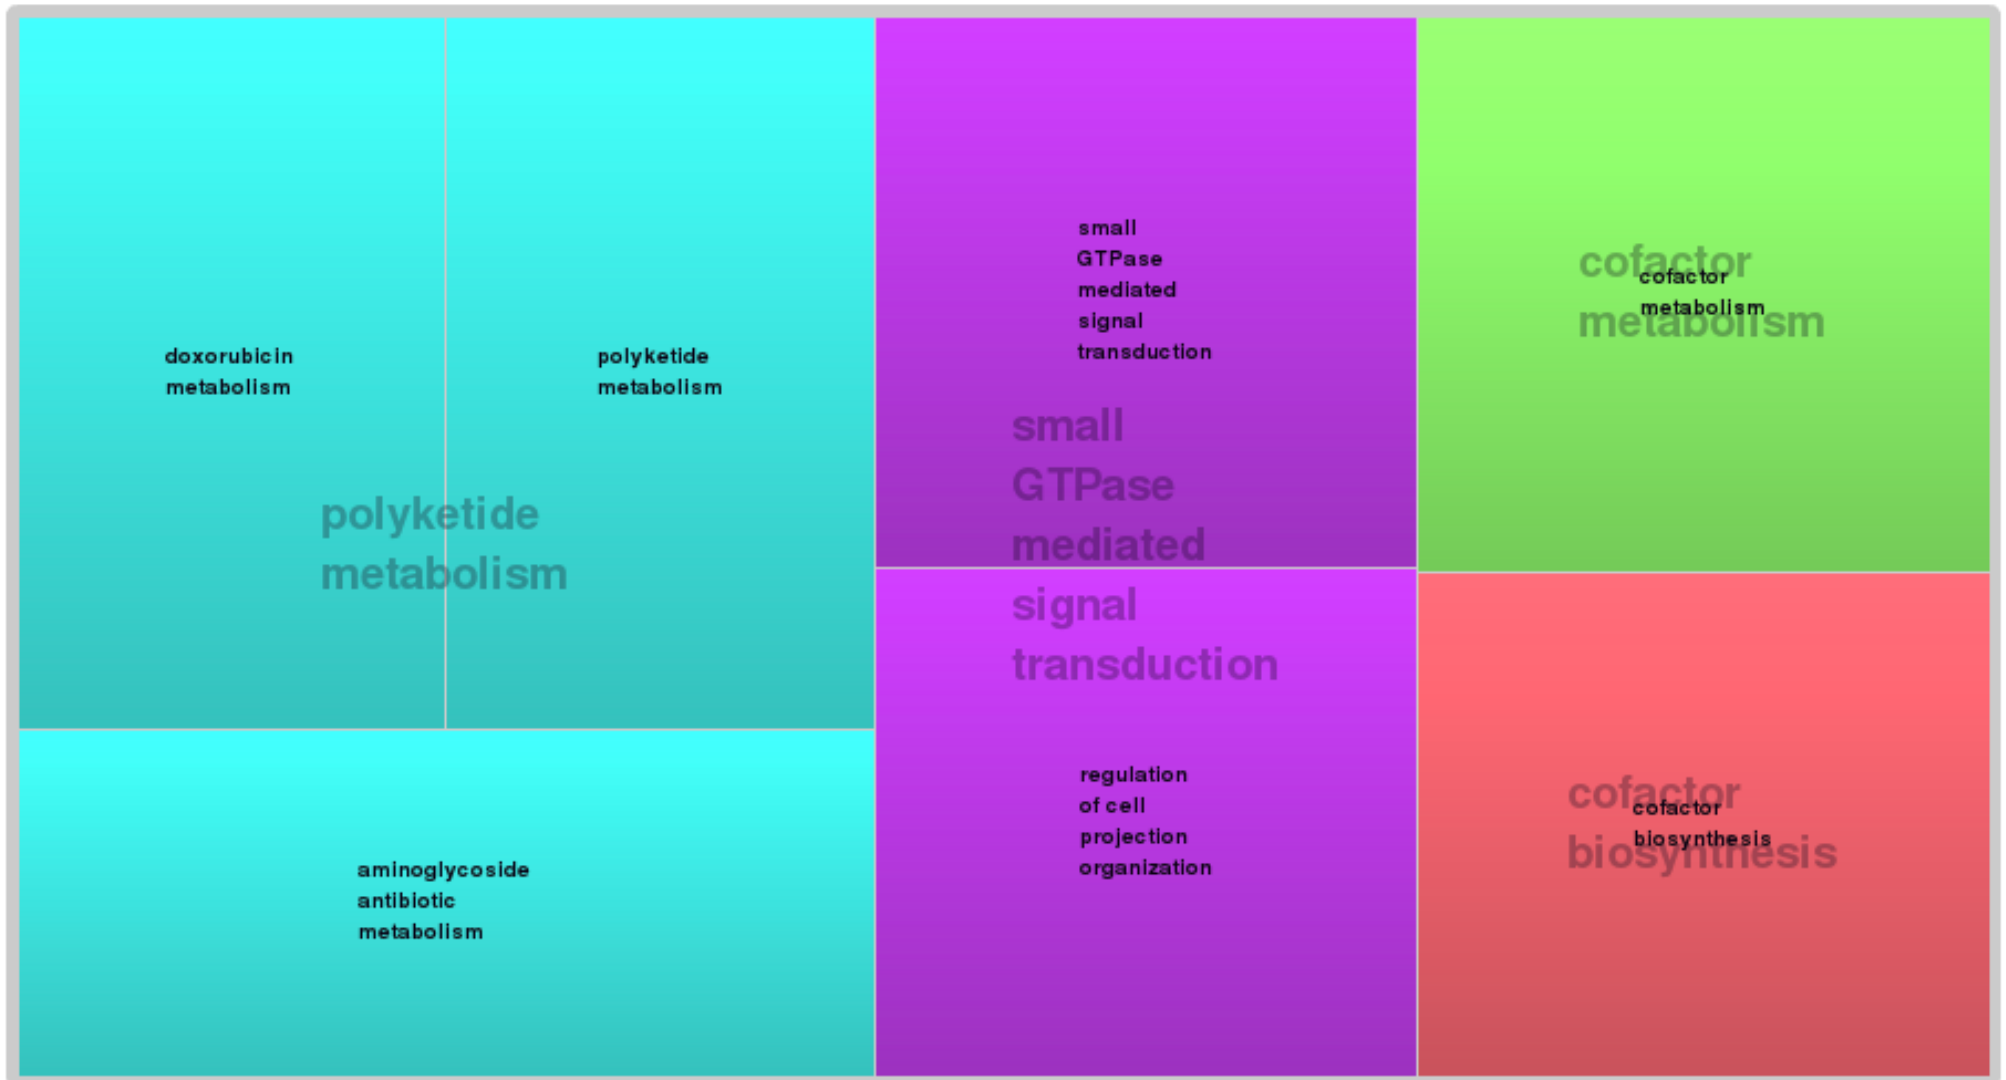 doxorubicin
metabolism
polyketide
metabolism
polyketide
metabolism
aminoglycoside
antibiotic
metabolism
small
GTPase
mediated
signal
transduction
small
GTPase
mediated
signal
transduction
regulation
of cell
projection
organization
cofactor
metabolism
cofactor
metabolism
cofactor
biosynthesis
cofactor
biosynthesis